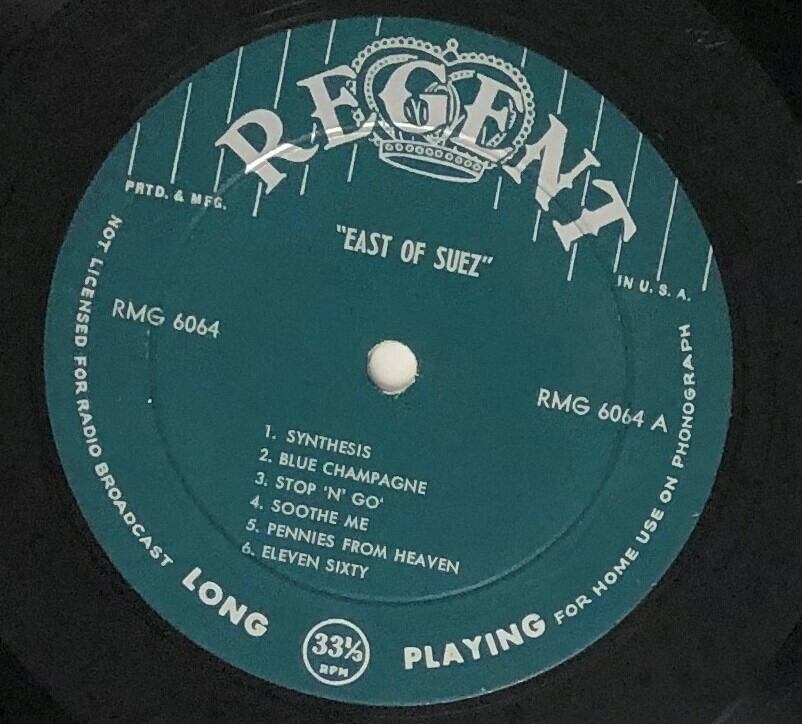 REGENT
PRTD. & MFG.
IN U. S. A.
"EAST OF SUEZ"
RMG 6064
RMG 6064 A
1. SYNTHESIS
2. BLUE CHAMPAGNE
3. STOP 'N' GO'
4. SOOTHE ME
5. PENNIES FROM HEAVEN
6. ELEVEN SIXTY
NOT LICENSED FOR RADIO BROADCAST LONG 33⅓ RPM PLAYING FOR HOME USE ON PHONOGRAPH